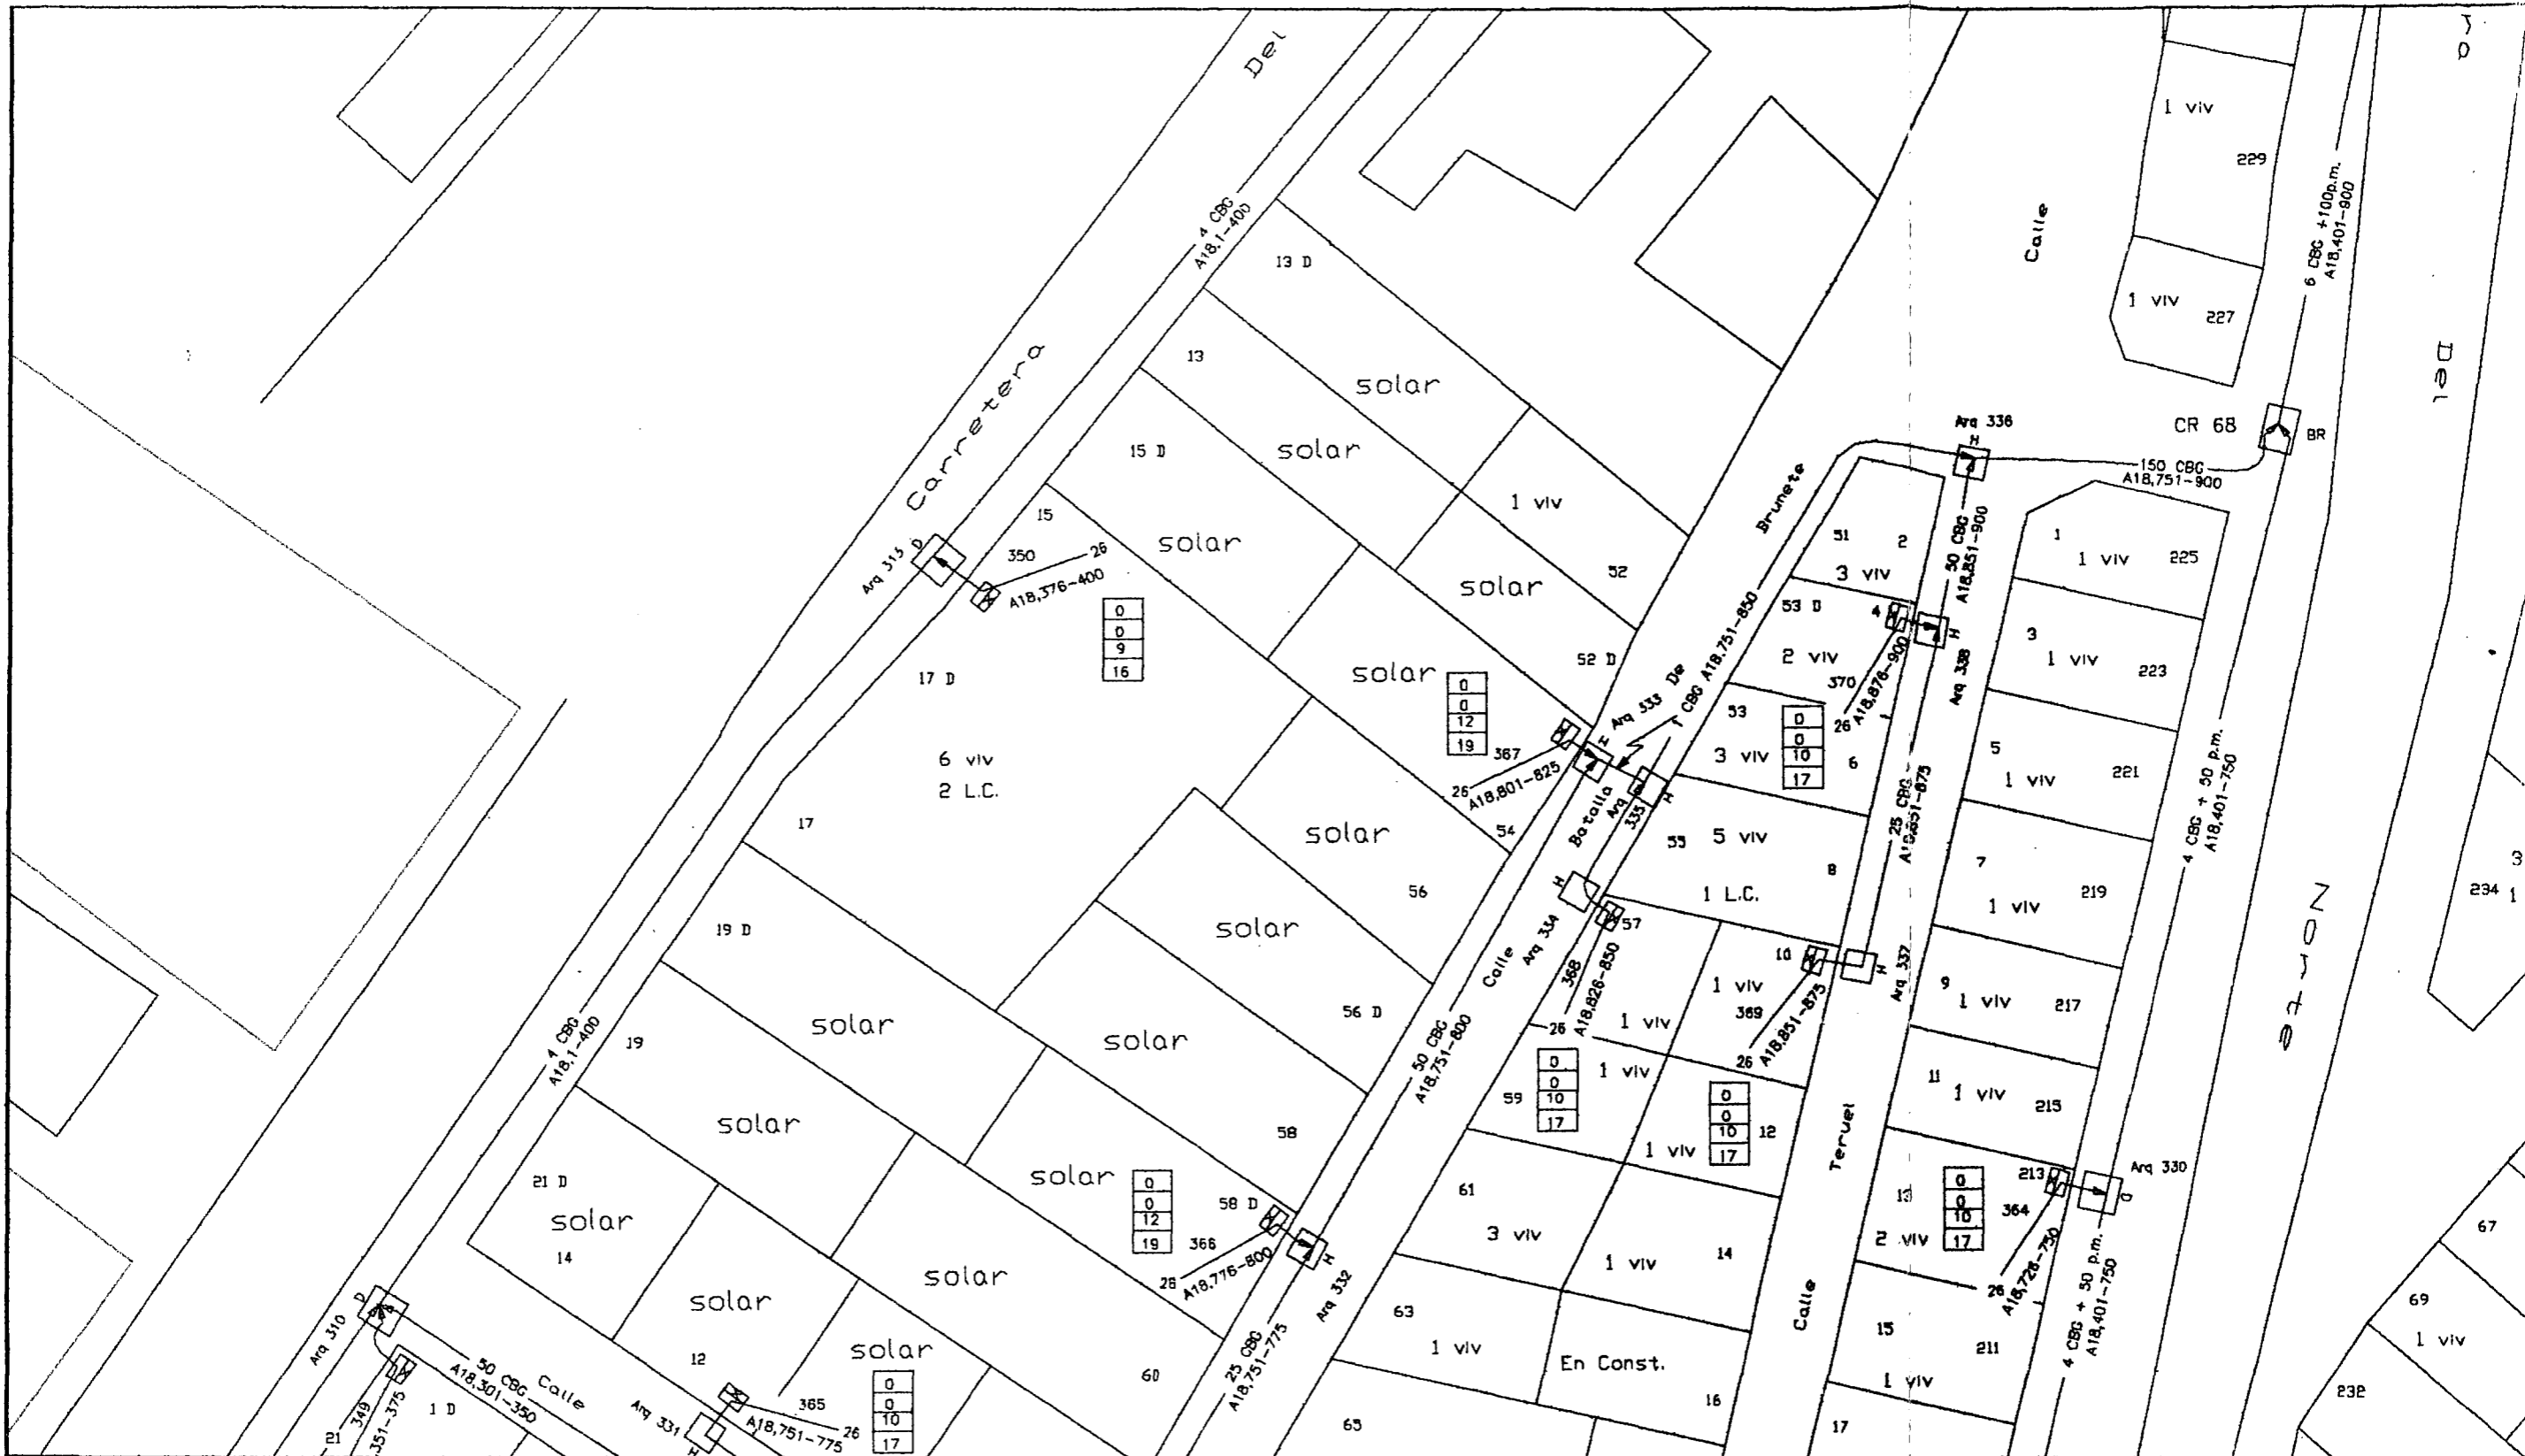 Del
ra
1 viv
229
6 CBG +100p.m.
A18,401-900
Calle
4 CBG
A18,1-400
13 D
1 viv
227
Del
13
solar
Carretera
Arq 336
H
CR 68
BR
15 D
solar
150 CBG
A18,751-900
Brunete
1 viv
15
350
26
solar
51
2
3 viv
50 CBG
A18,851-900
1
1 viv
225
Arq 313
D
A18,376-400
0
0
9
16
solar
52
53 D
4
H
3
1 viv
223
2 viv
370
26
A18,876-900
Arq 338
17 D
52 D
solar
0
0
12
19
367
26
A18,801-825
Arq 333
H
De
1 CBG A18,751-850
53
3 viv
6
0
0
10
17
5
1 viv
221
4 CBG + 50 p.m.
A18,401-750
6 viv
2 L.C.
17
solar
54
Batalla
Arq
335
H
55
5 viv
8
1 L.C.
25 CBG
A18,851-875
7
1 viv
219
234
3
1
Norte
56
19 D
solar
Calle
H
Arq 334
57
368
26
A18,826-850
10
H
Arq 337
1 viv
369
26
A18,851-875
9
1 viv
217
56 D
solar
solar
19
4 CBG
A18,1-400
50 CBG
A18,751-800
1 viv
0
0
10
17
1 viv
59
0
0
10
17
12
1 viv
11
1 viv
215
Teruel
solar
58
21 D
solar
14
solar
0
0
12
19
366
58 D
26
A18,776-800
H
Arq 332
61
3 viv
1 viv
14
13
2 viv
0
0
10
17
213
364
26
A18,726-750
Arq 330
D
67
solar
solar
D
Arq 310
Calle
63
1 viv
En Const.
16
15
211
1 viv
4 CBG + 50 p.m.
A18,401-750
69
1 viv
232
12
solar
60
25 CBG
A18,751-775
50 CBG
A18,301-350
Calle
349
351-375
21
1 D
Arq 331
H
365
26
A18,751-775
0
0
10
17
65
17